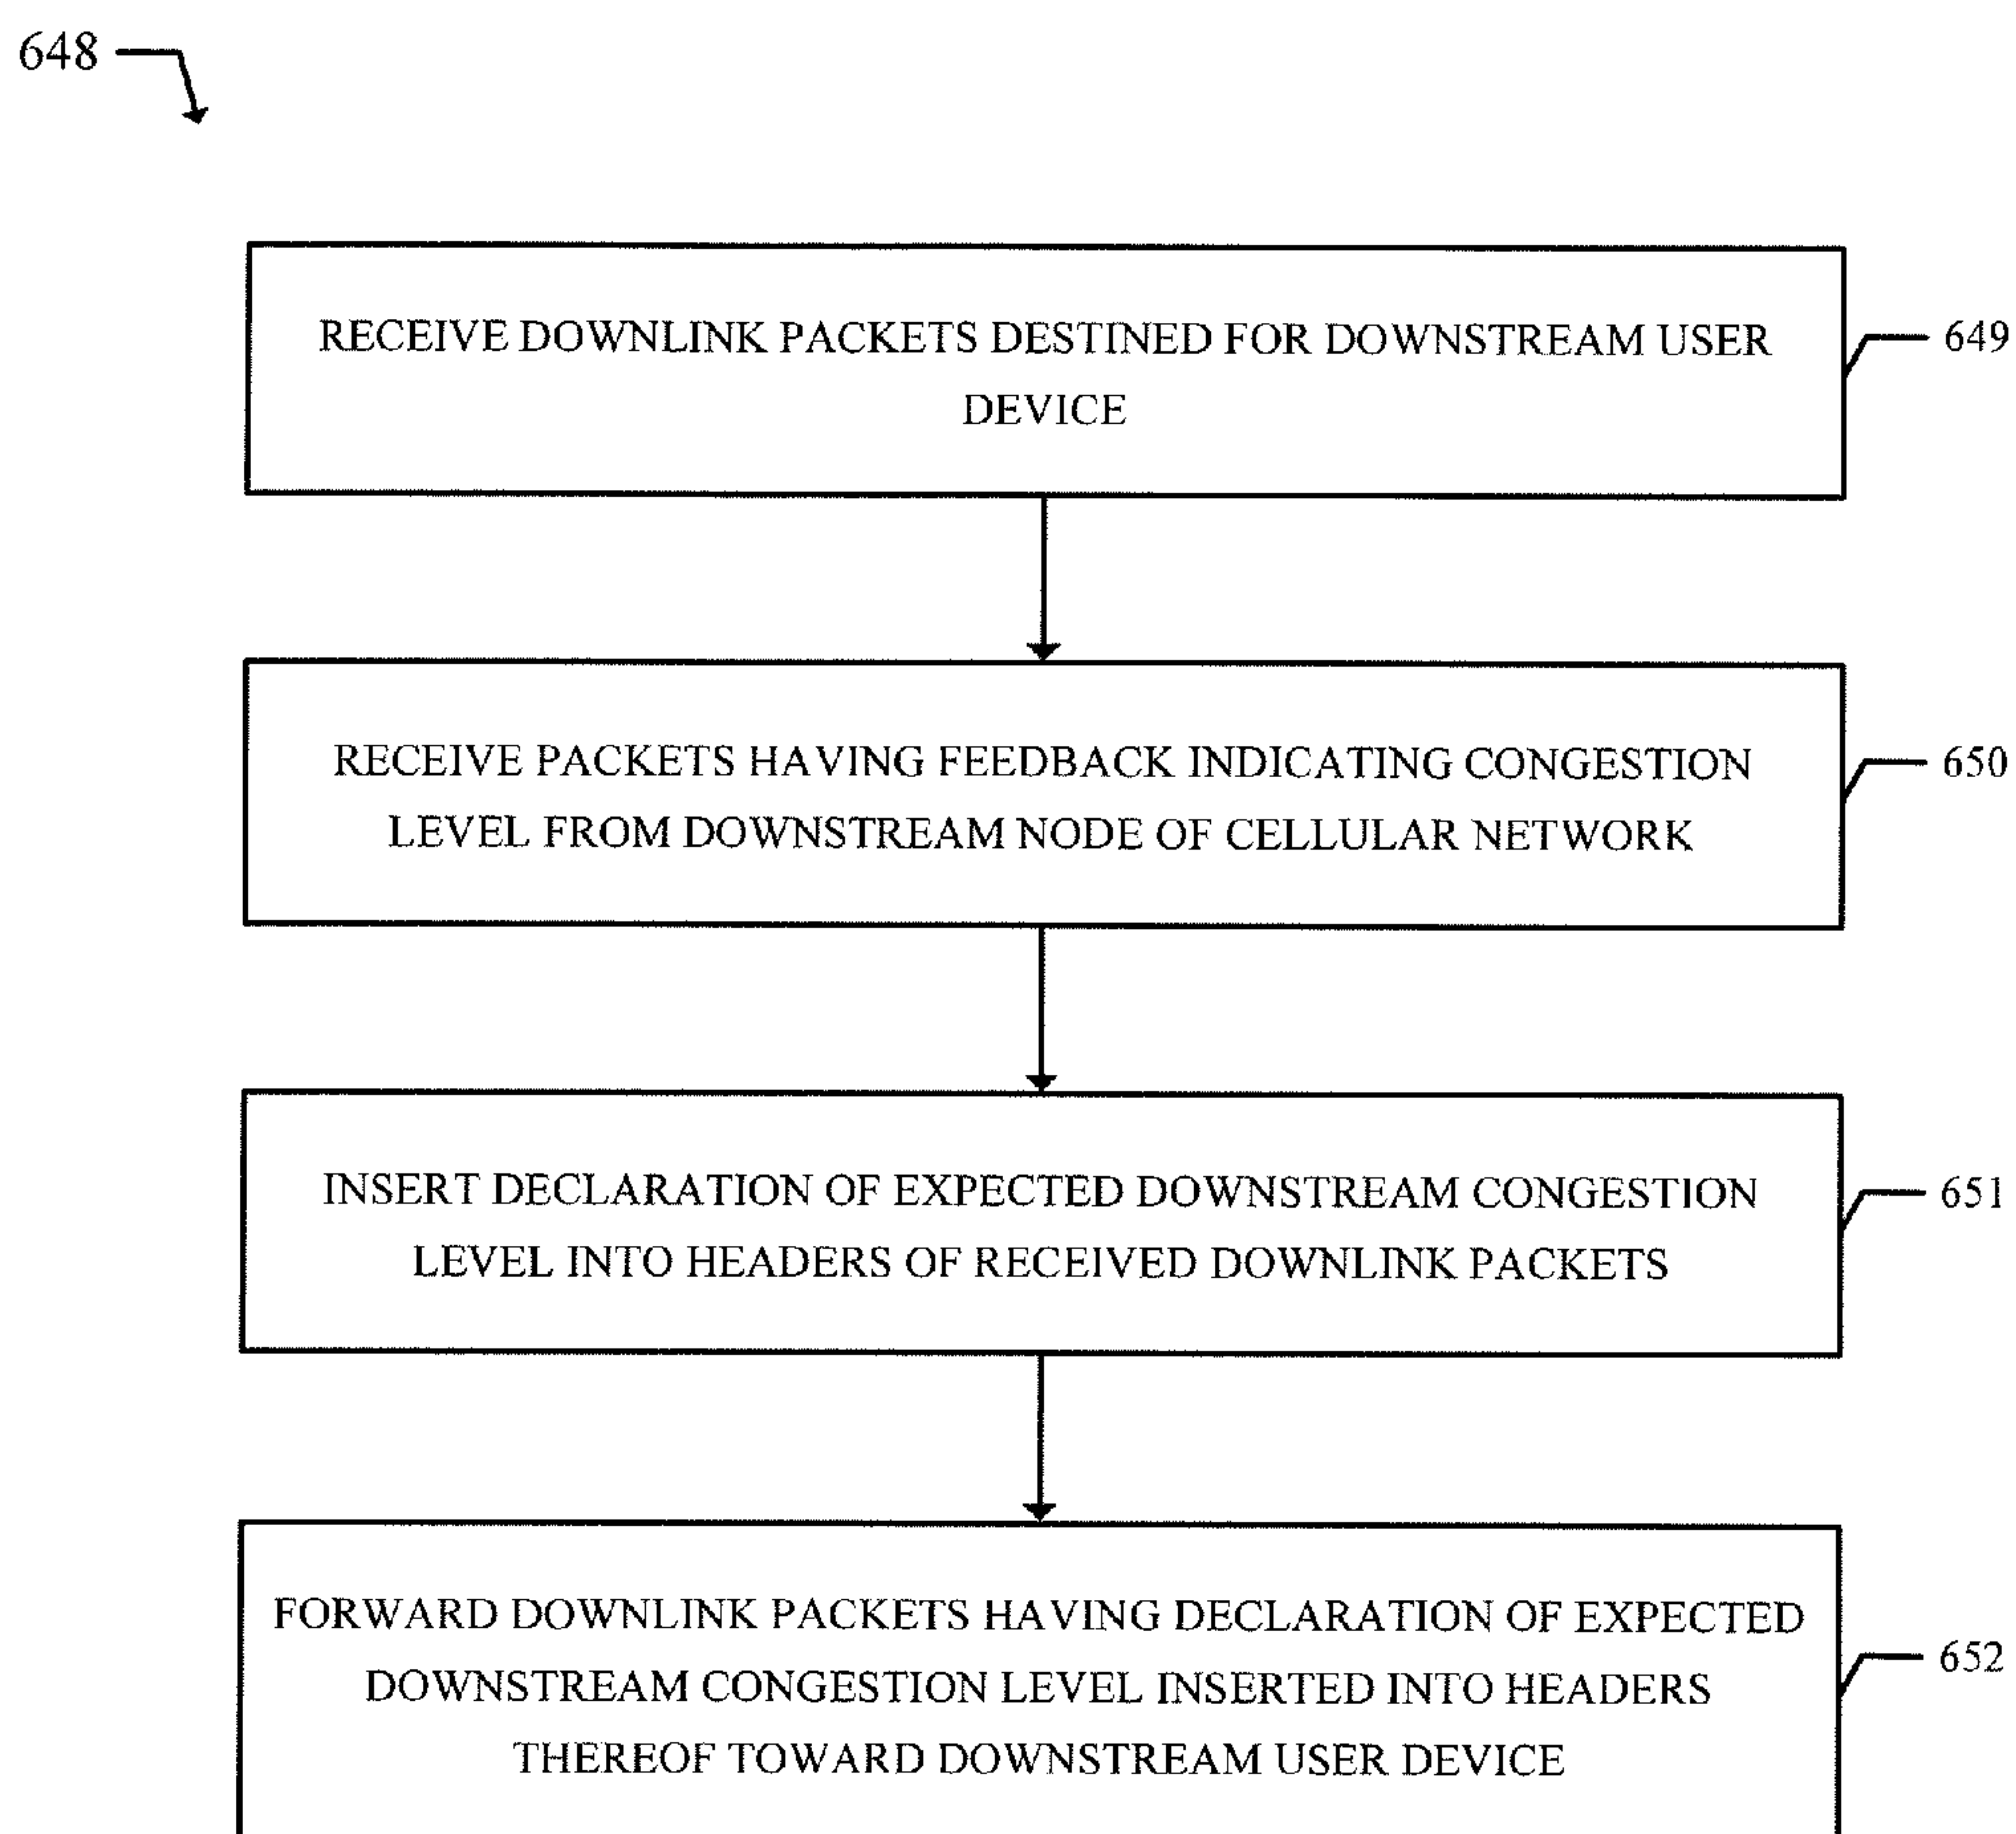 648
RECEIVE DOWNLINK PACKETS DESTINED FOR DOWNSTREAM USER
DEVICE
649
RECEIVE PACKETS HAVING FEEDBACK INDICATING CONGESTION
LEVEL FROM DOWNSTREAM NODE OF CELLULAR NETWORK
650
INSERT DECLARATION OF EXPECTED DOWNSTREAM CONGESTION
LEVEL INTO HEADERS OF RECEIVED DOWNLINK PACKETS
651
FORWARD DOWNLINK PACKETS HAVING DECLARATION OF EXPECTED
DOWNSTREAM CONGESTION LEVEL INSERTED INTO HEADERS
THEREOF TOWARD DOWNSTREAM USER DEVICE
652